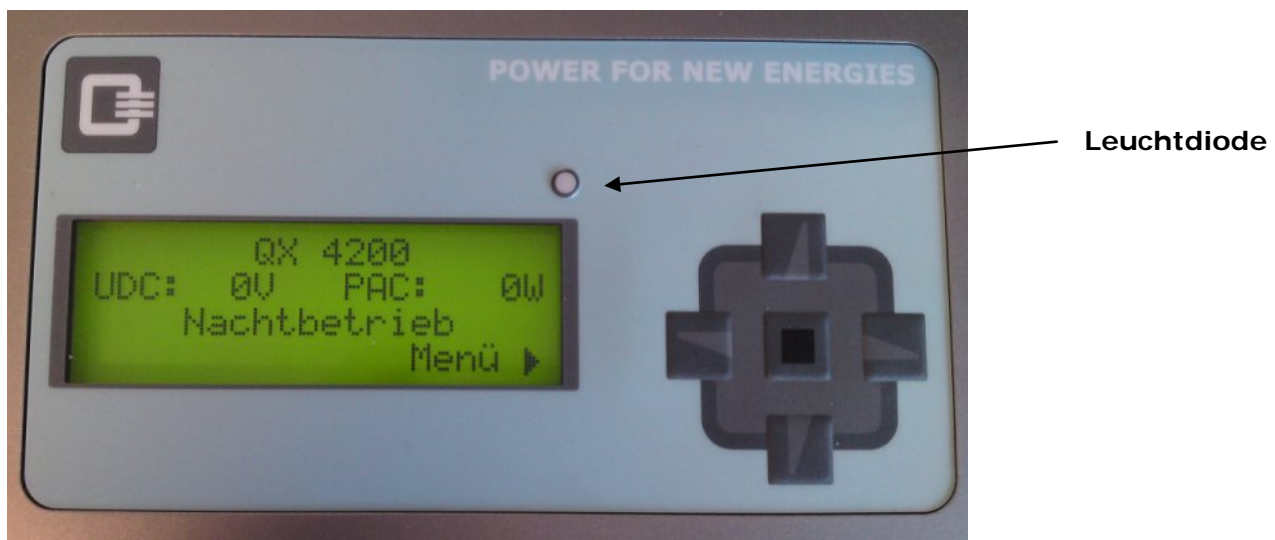 POWER FOR NEW ENERGIES
Leuchtdiode
QX 4200
UDC: 0V PAC: 0W
Nachtbetrieb
Menü